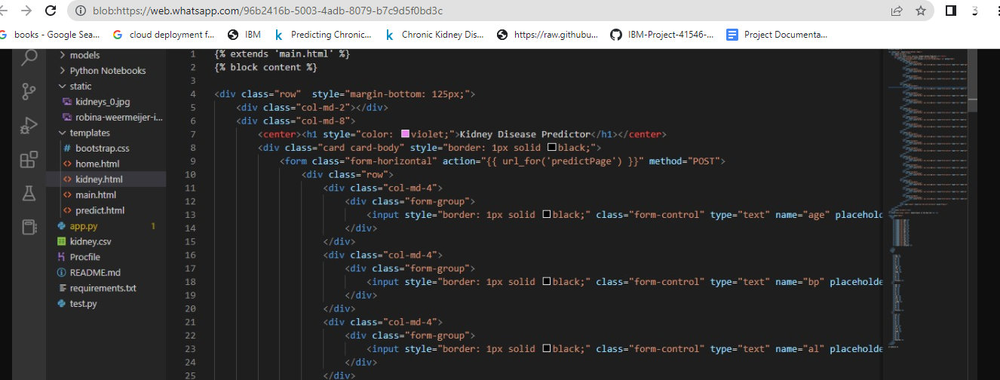 blob:https://web.whatsapp.com/96b2416b-5003-4adb-8079-b7c9d5f0bd3c
books - Google Sea... cloud deployment f... IBM Predicting Chronic... Chronic Kidney Dis... https://raw.githubu... IBM-Project-41546-... Project Documenta...
models
Python Notebooks
static
kidneys_0.jpg
robina-weermeijer-i...
templates
# bootstrap.css
<> home.html
<> kidney.html
<> main.html
<> predict.html
app.py 1
kidney.csv
Procfile
README.md
requirements.txt
test.py
1 {% extends 'main.html' %}
2 {% block content %}
3
4 <div class="row"  style="margin-bottom: 125px;">
5 <div class="col-md-2"></div>
6 <div class="col-md-8">
7 <center><h1 style="color: violet;">Kidney Disease Predictor</h1></center>
8 <div class="card card-body" style="border: 1px solid black;">
9 <form class="form-horizontal" action="{{ url_for('predictPage') }}" method="POST">
10 <div class="row">
11 <div class="col-md-4">
12 <div class="form-group">
13 <input style="border: 1px solid black;" class="form-control" type="text" name="age" placehold
14 </div>
15 </div>
16 <div class="col-md-4">
17 <div class="form-group">
18 <input style="border: 1px solid black;" class="form-control" type="text" name="bp" placeholde
19 </div>
20 </div>
21 <div class="col-md-4">
22 <div class="form-group">
23 <input style="border: 1px solid black;" class="form-control" type="text" name="al" placeholde
24 </div>
25 </div>